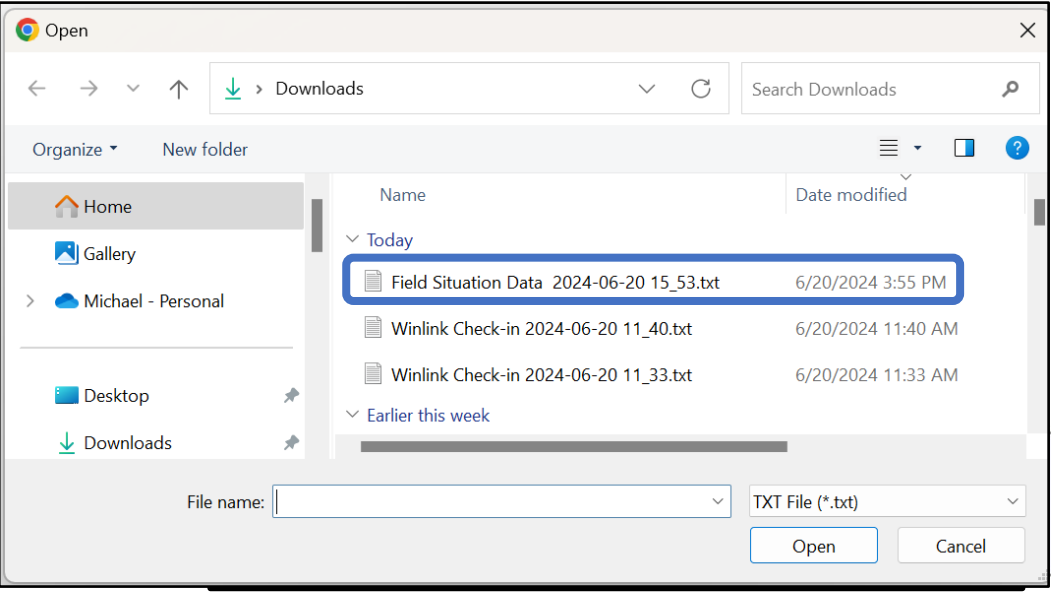 Open
Downloads
Search Downloads
Organize New folder
?
Name Date modified
Home
Gallery
Michael - Personal
Desktop
Downloads
Today
Field Situation Data  2024-06-20 15_53.txt 6/20/2024 3:55 PM
Winlink Check-in 2024-06-20 11_40.txt 6/20/2024 11:40 AM
Winlink Check-in 2024-06-20 11_33.txt 6/20/2024 11:33 AM
Earlier this week
File name: TXT File (*.txt)
Open Cancel